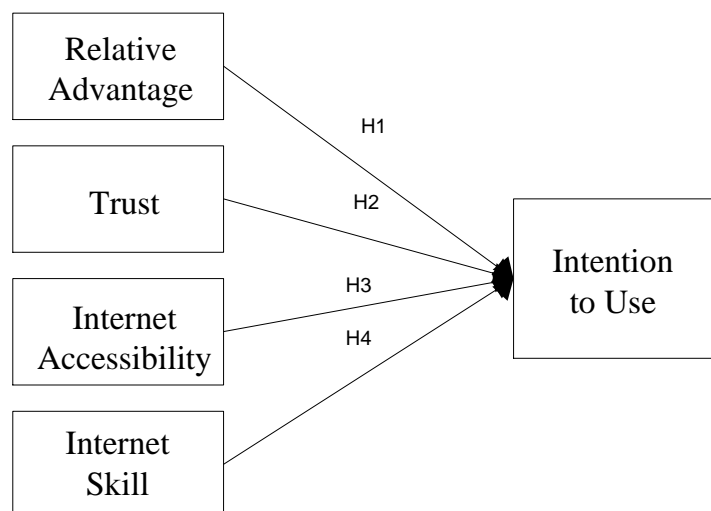 Relative
Advantage
H1
Trust
H2
Internet
Accessibility
H3
H4
Internet
Skill
Intention
to Use